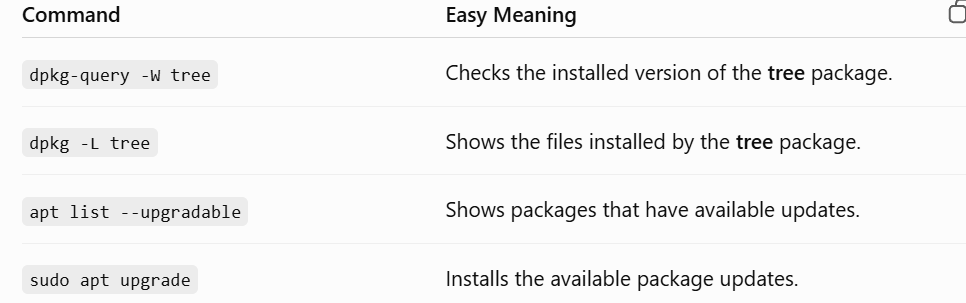 Command Easy Meaning
dpkg-query -W tree Checks the installed version of the tree package.
dpkg -L tree Shows the files installed by the tree package.
apt list --upgradable Shows packages that have available updates.
sudo apt upgrade Installs the available package updates.